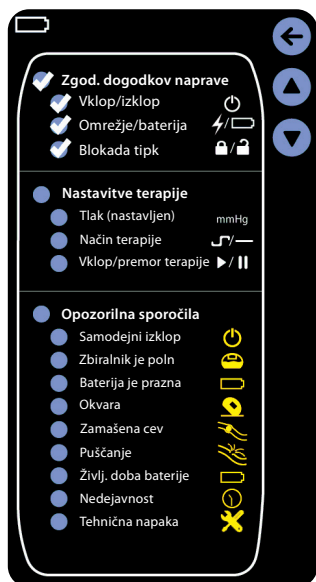 Zgod. dogodkov naprave
Vklop/izklop
Omrežje/baterija /
Blokada tipk /
Nastavitve terapije
Tlak (nastavljen) mmHg
Način terapije /
Vklop/premor terapije /
Opozorilna sporočila
Samodejni izklop
Zbiralnik je poln
Baterija je prazna
Okvara
Zamašena cev
Puščanje
Življ. doba baterije
Nedejavnost
Tehnična napaka